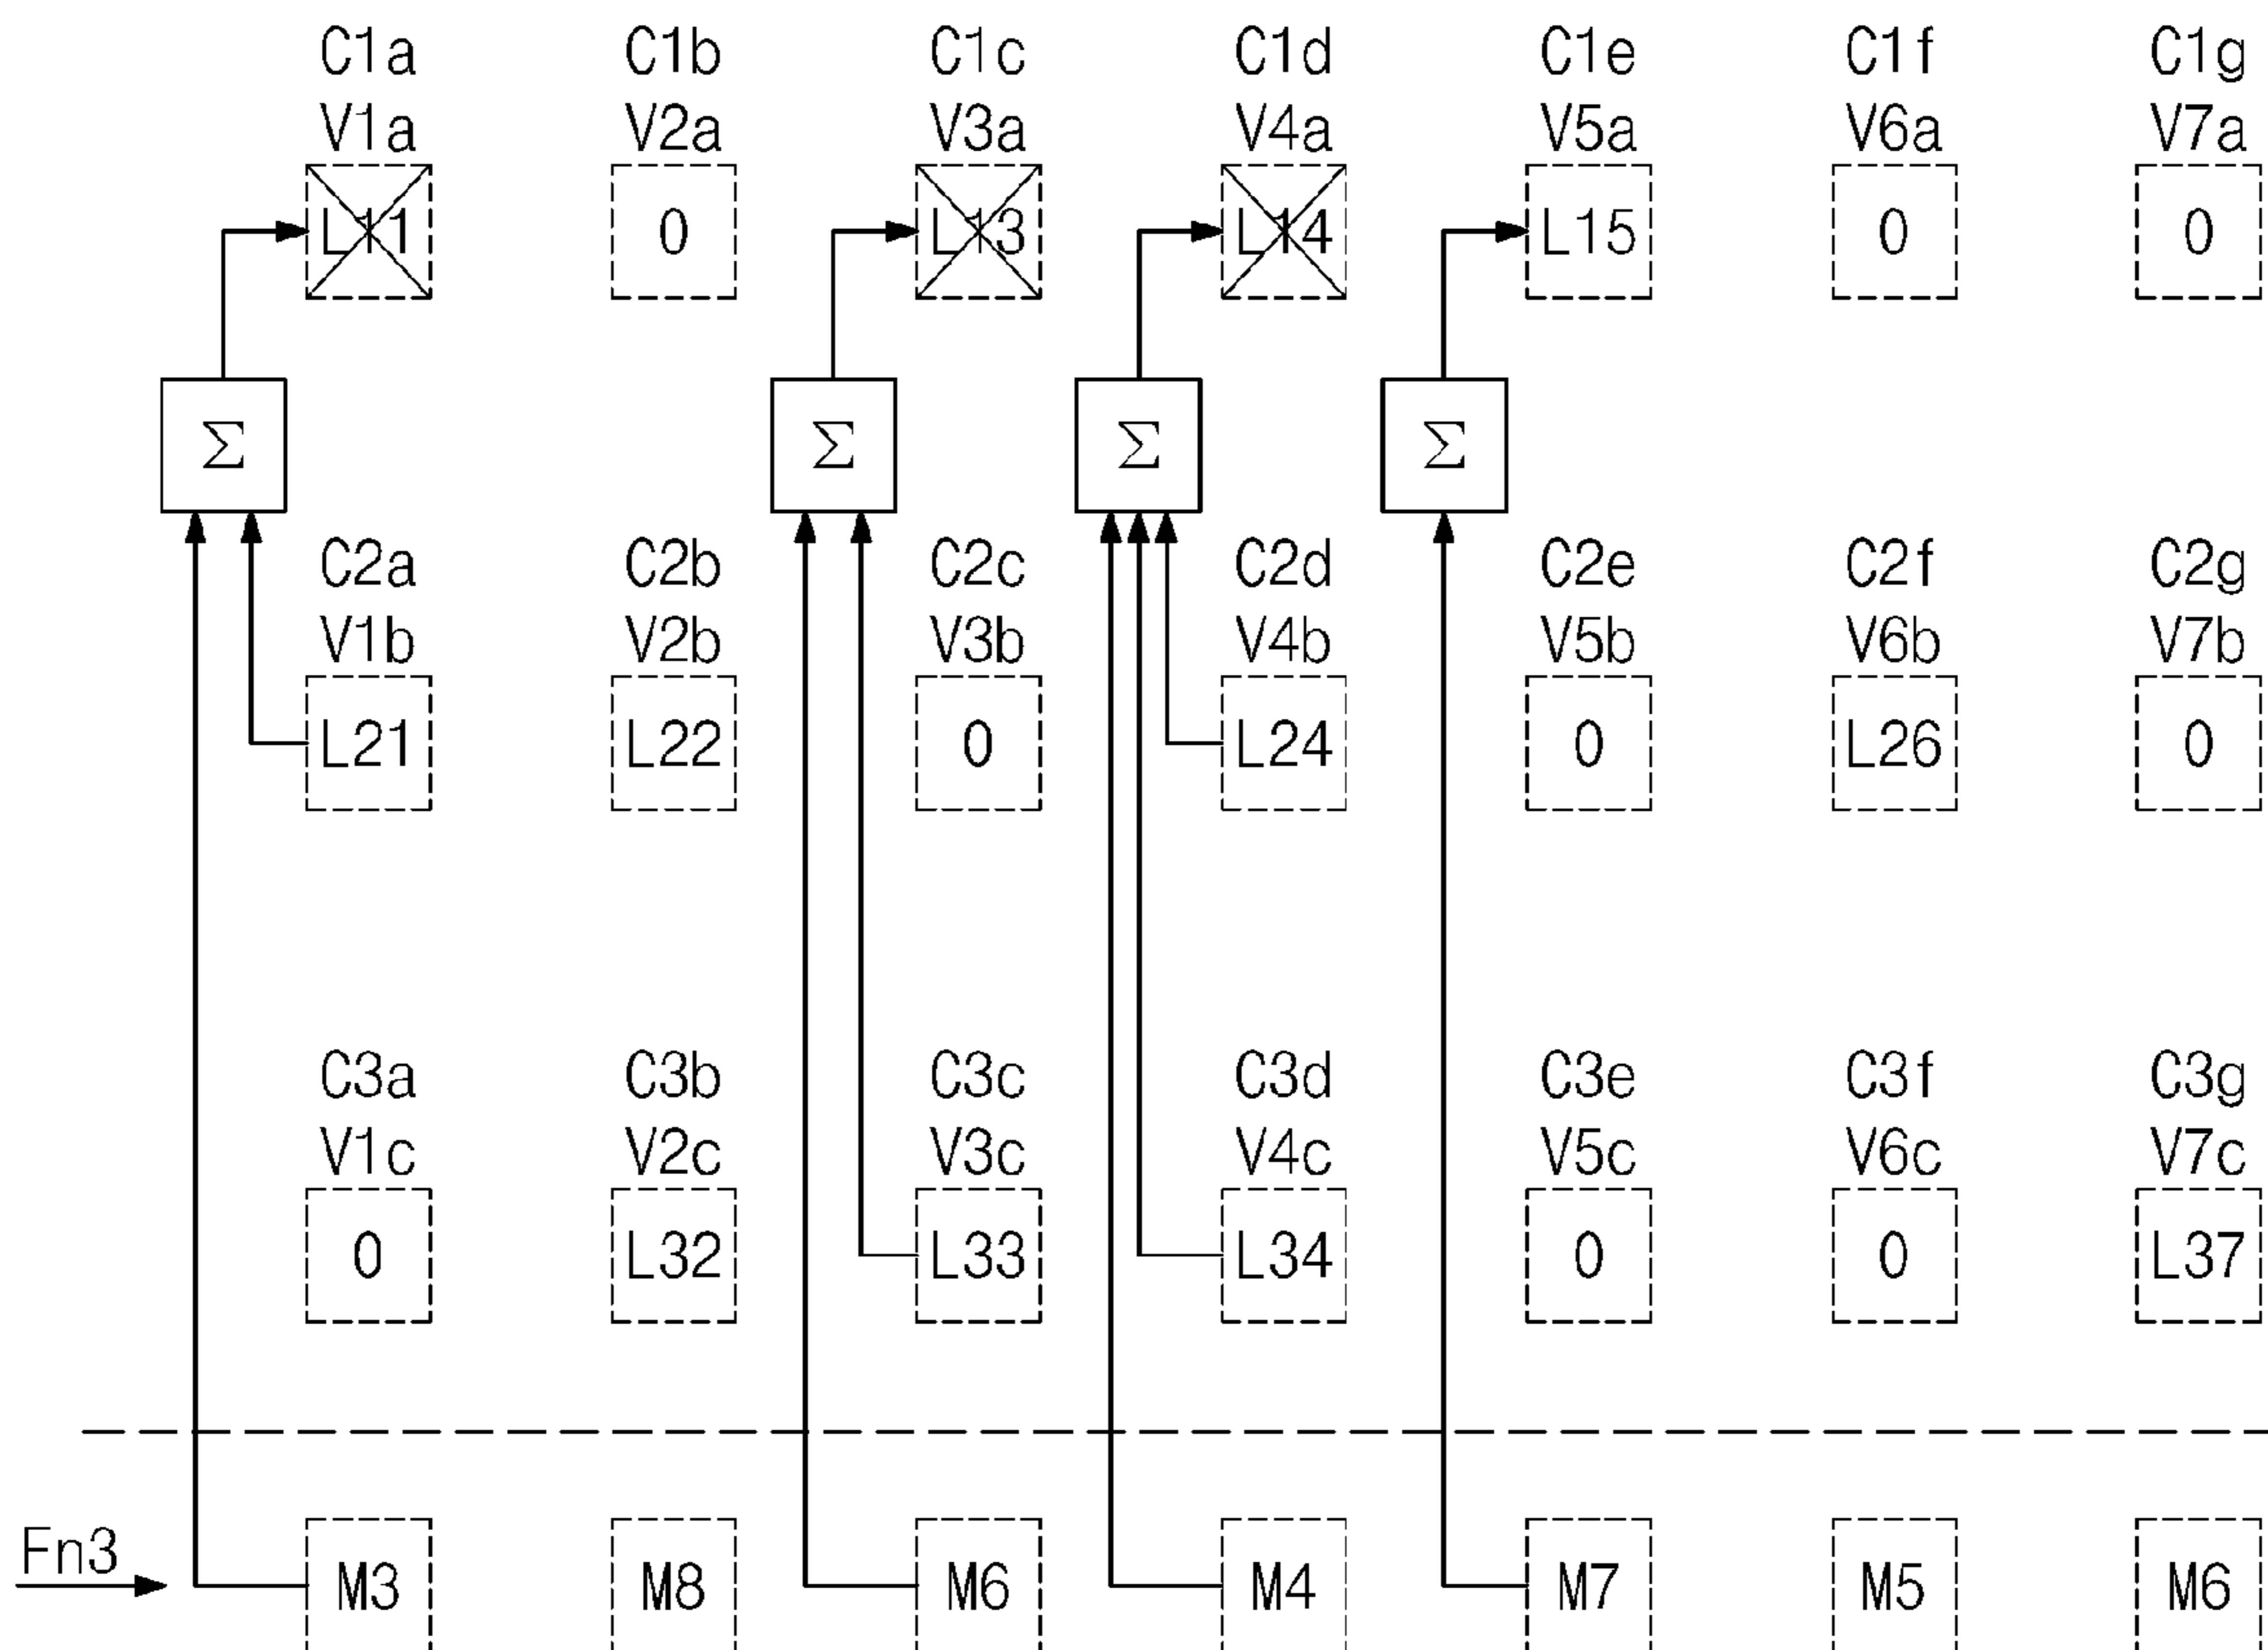 C1a C1b C1c C1d C1e C1f C1g
V1a V2a V3a V4a V5a V6a V7a
L11 0 L13 L14 L15 0 0
Σ Σ Σ Σ
C2a C2b C2c C2d C2e C2f C2g
V1b V2b V3b V4b V5b V6b V7b
L21 L22 0 L24 0 L26 0
C3a C3b C3c C3d C3e C3f C3g
V1c V2c V3c V4c V5c V6c V7c
0 L32 L33 L34 0 0 L37
Fn3 M3 M8 M6 M4 M7 M5 M6